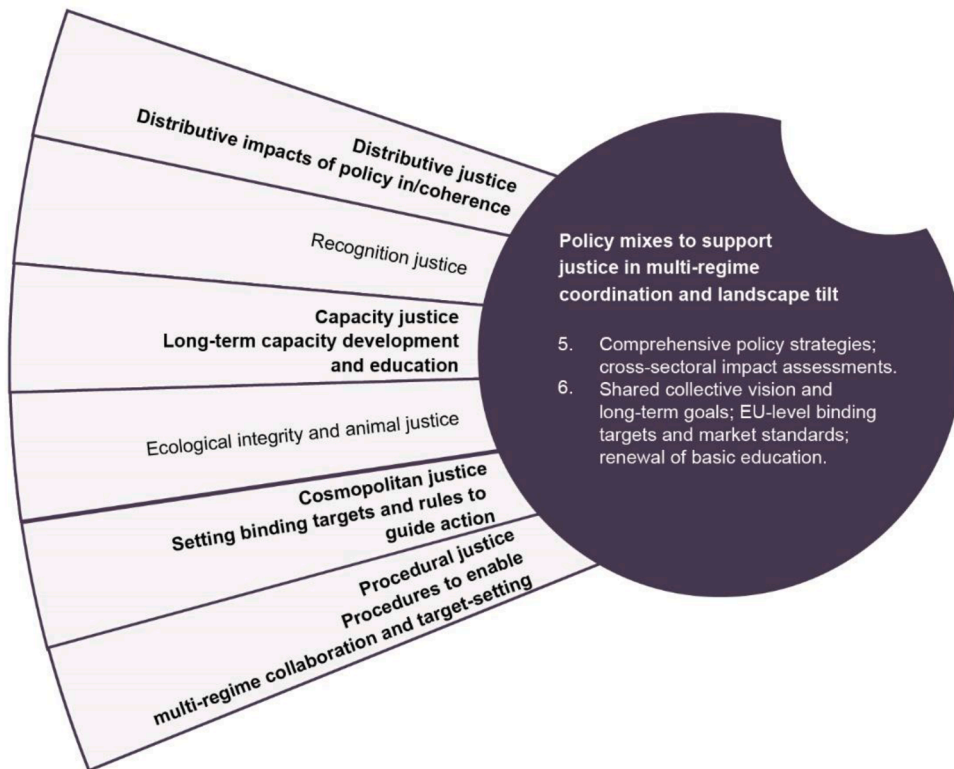 Distributive justice
Distributive impacts of policy in/coherence
Recognition justice
Capacity justice
Long-term capacity development
and education
Ecological integrity and animal justice
Cosmopolitan justice
Setting binding targets and rules to
guide action
Procedural justice
Procedures to enable
multi-regime collaboration and target-setting
Policy mixes to support
justice in multi-regime
coordination and landscape tilt
5. Comprehensive policy strategies;
cross-sectoral impact assessments.
6. Shared collective vision and
long-term goals; EU-level binding
targets and market standards;
renewal of basic education.